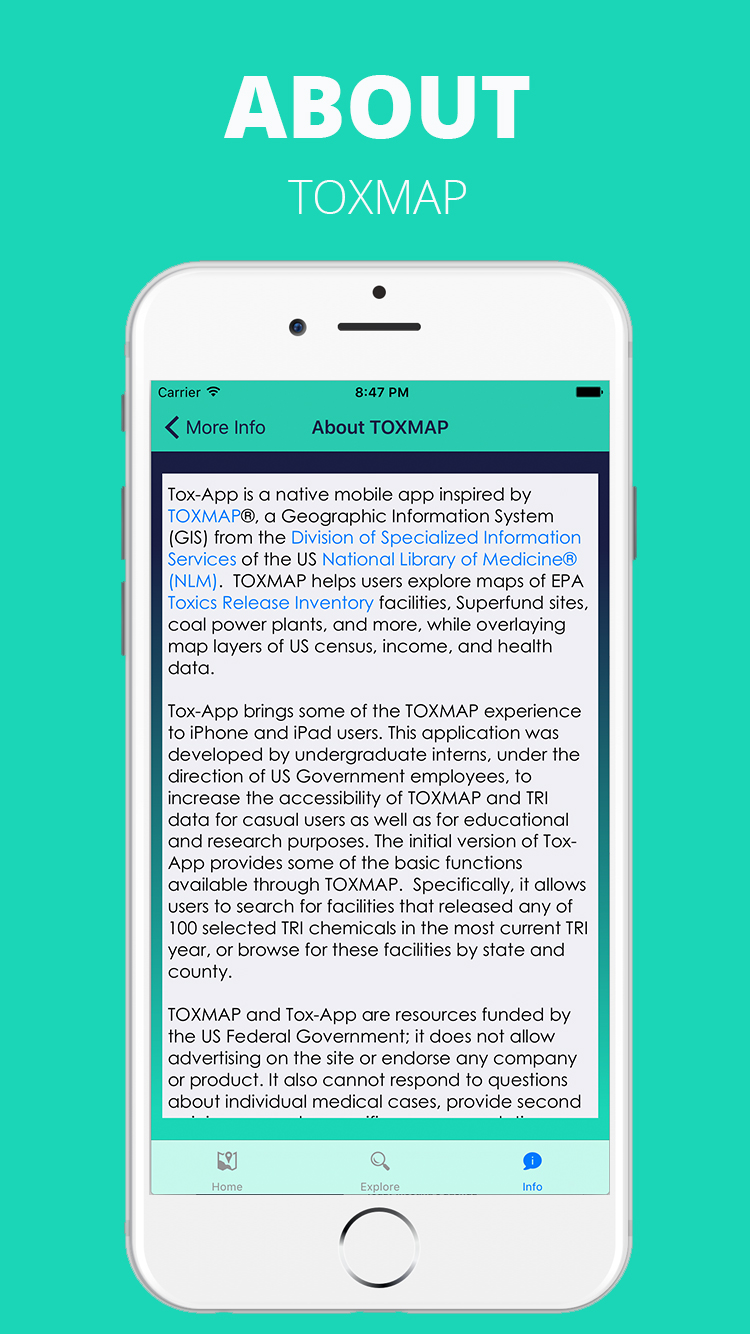 ABOUT
TOXMAP
Carrier
8:47 PM
More Info
About TOXMAP
Tox-App is a native mobile app inspired by
TOXMAP®, a Geographic Information System
(GIS) from the Division of Specialized Information
Services of the US National Library of Medicine®
(NLM).  TOXMAP helps users explore maps of EPA
Toxics Release Inventory facilities, Superfund sites,
coal power plants, and more, while overlaying
map layers of US census, income, and health
data.
Tox-App brings some of the TOXMAP experience
to iPhone and iPad users. This application was
developed by undergraduate interns, under the
direction of US Government employees, to
increase the accessibility of TOXMAP and TRI
data for casual users as well as for educational
and research purposes. The initial version of Tox-
App provides some of the basic functions
available through TOXMAP.  Specifically, it allows
users to search for facilities that released any of
100 selected TRI chemicals in the most current TRI
year, or browse for these facilities by state and
county.
TOXMAP and Tox-App are resources funded by
the US Federal Government; it does not allow
advertising on the site or endorse any company
or product. It also cannot respond to questions
about individual medical cases, provide second
Home
Explore
Info